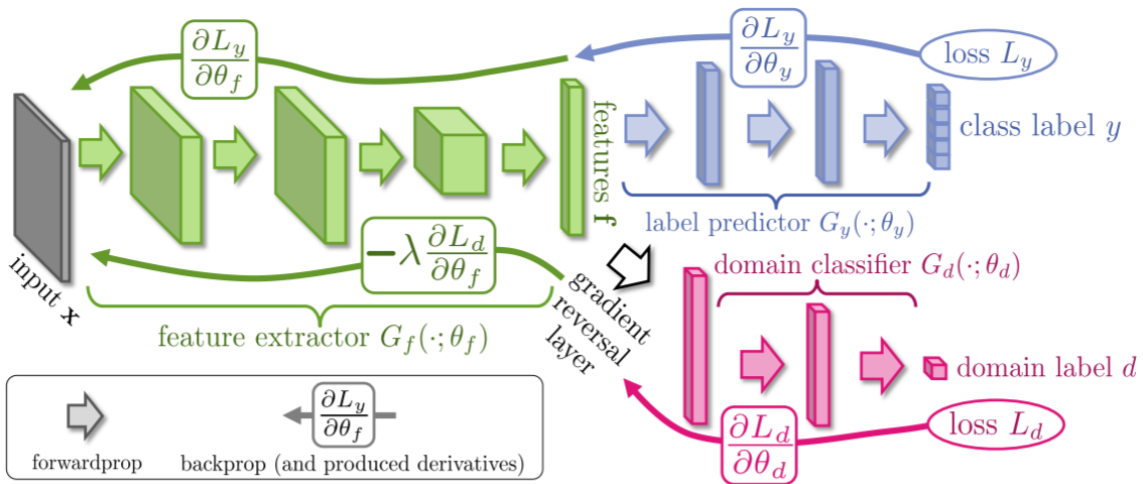 ∂L_y/∂θ_f
∂L_y/∂θ_y
loss L_y
features f
class label y
label predictor G_y(·; θ_y)
input x
−λ ∂L_d/∂θ_f
feature extractor G_f(·; θ_f)
gradient
reversal
layer
domain classifier G_d(·; θ_d)
domain label d
∂L_d/∂θ_d
loss L_d
∂L_y/∂θ_f
forwardprop
backprop (and produced derivatives)